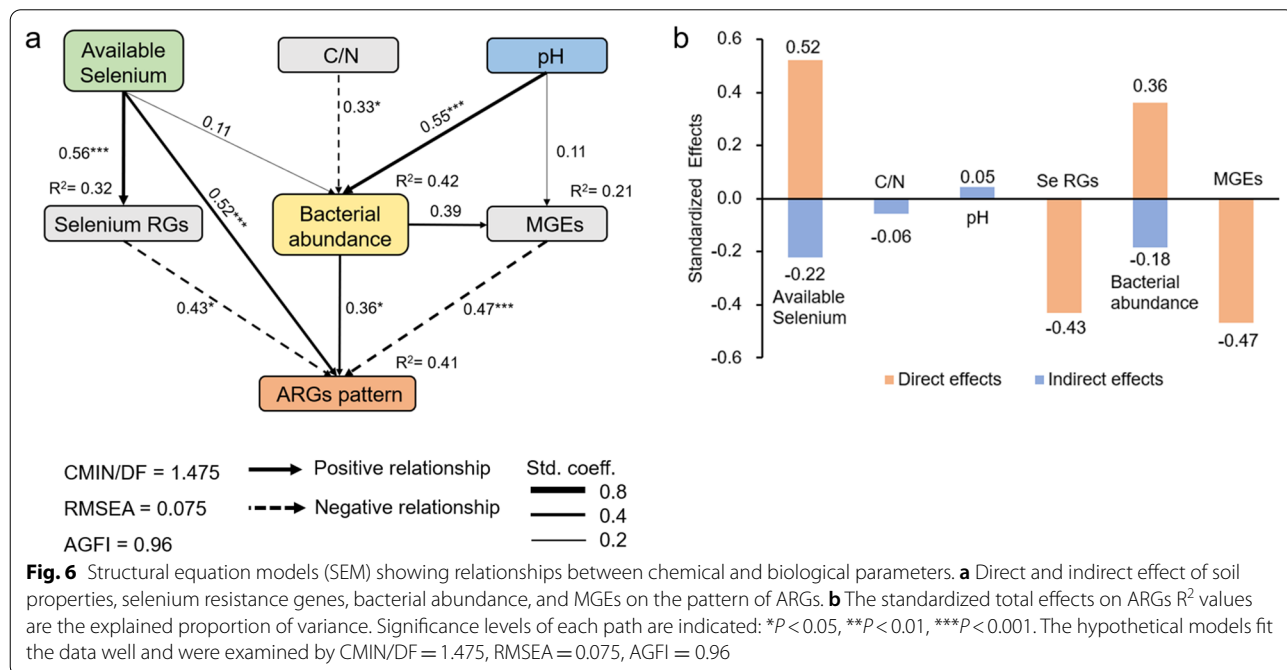 a
Available
Selenium
C/N
pH
0.33*
0.55***
0.11
0.11
0.56***
R²= 0.32
0.52***
R²= 0.42
R²= 0.21
Selenium RGs
Bacterial
abundance
0.39
MGEs
0.43*
0.36*
0.47***
R²= 0.41
ARGs pattern
CMIN/DF = 1.475
RMSEA = 0.075
AGFI = 0.96
Positive relationship
Negative relationship
Std. coeff.
0.8
0.4
0.2
b
Standardized Effects
0.6
0.4
0.2
0.0
-0.2
-0.4
-0.6
0.52
-0.22
Available
Selenium
C/N
-0.06
0.05
pH
Se RGs
-0.43
0.36
-0.18
Bacterial
abundance
MGEs
-0.47
Direct effects
Indirect effects
Fig. 6 Structural equation models (SEM) showing relationships between chemical and biological parameters. a Direct and indirect effect of soil
properties, selenium resistance genes, bacterial abundance, and MGEs on the pattern of ARGs. b The standardized total effects on ARGs R² values
are the explained proportion of variance. Significance levels of each path are indicated: *P < 0.05, **P < 0.01, ***P < 0.001. The hypothetical models fit
the data well and were examined by CMIN/DF = 1.475, RMSEA = 0.075, AGFI = 0.96